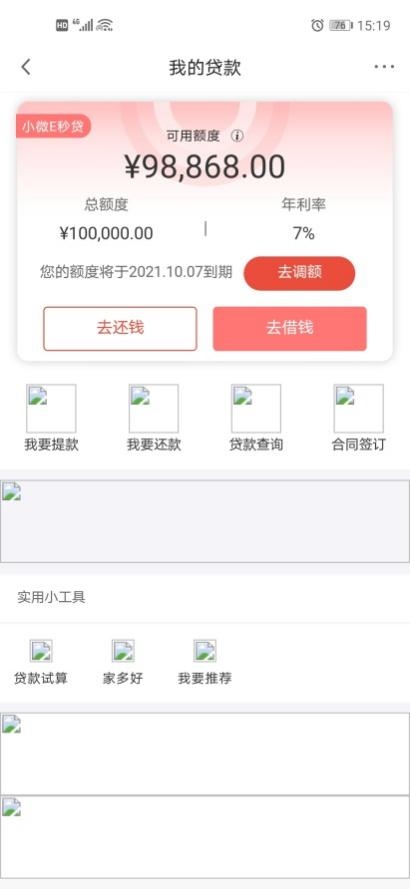 HD 4G 76 15:19
我的贷款
小微E秒贷
可用额度
¥98,868.00
总额度 年利率
¥100,000.00 7%
您的额度将于2021.10.07到期 去调额
去还钱 去借钱
我要提款 我要还款 贷款查询 合同签订
实用小工具
贷款试算 家多好 我要推荐